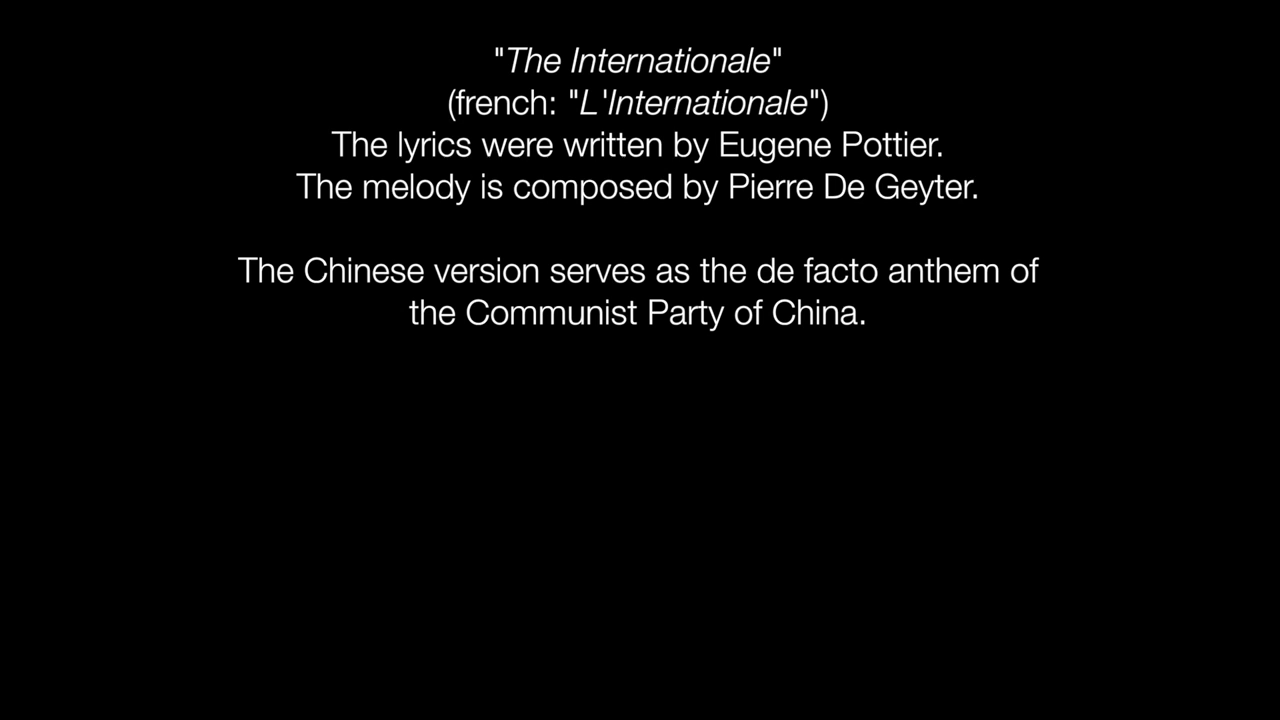 "The Internationale"
(french: "L'Internationale")
The lyrics were written by Eugene Pottier.
The melody is composed by Pierre De Geyter.
The Chinese version serves as the de facto anthem of
the Communist Party of China.